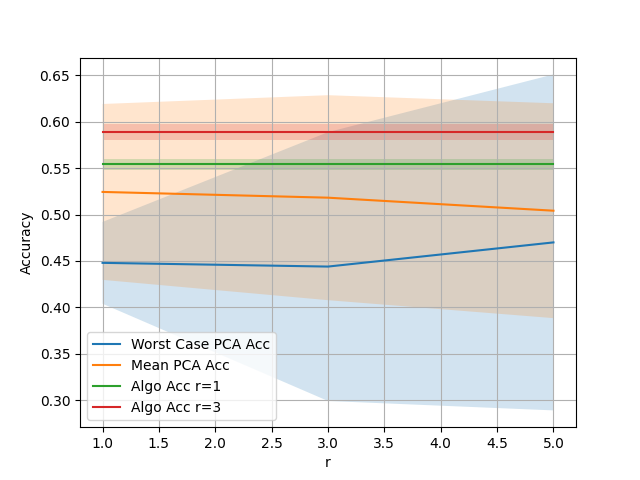 0.65
0.60
0.55
0.50
0.45
0.40
0.35
0.30
Accuracy
Worst Case PCA Acc
Mean PCA Acc
Algo Acc r=1
Algo Acc r=3
1.0 1.5 2.0 2.5 3.0 3.5 4.0 4.5 5.0
r